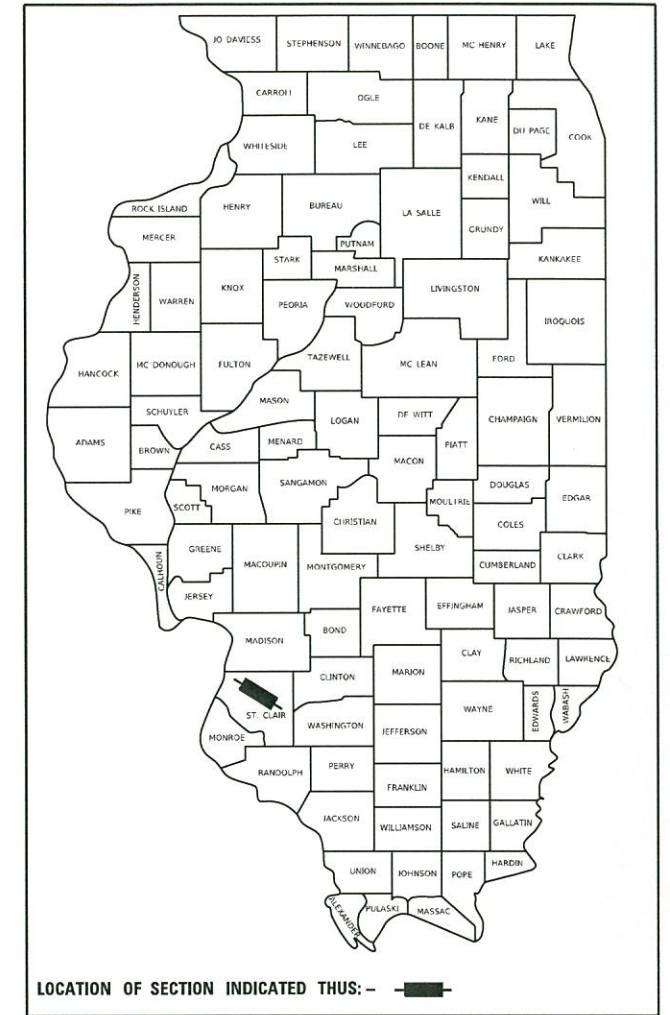 JO DAVIESS
STEPHENSON
WINNEBAGO
BOONE
MC HENRY
LAKE
CARROLL
OGLE
DE KALB
KANE
DU PAGE
COOK
WHITESIDE
LEE
KENDALL
WILL
ROCK ISLAND
HENRY
BUREAU
LA SALLE
GRUNDY
MERCER
PUTNAM
STARK
MARSHALL
KANKAKEE
HENDERSON
WARREN
KNOX
PEORIA
WOODFORD
LIVINGSTON
IROQUOIS
HANCOCK
MC DONOUGH
FULTON
TAZEWELL
MC LEAN
FORD
SCHUYLER
MASON
LOGAN
DE WITT
CHAMPAIGN
VERMILION
ADAMS
BROWN
CASS
MENARD
PIATT
MACON
PIKE
SCOTT
MORGAN
SANGAMON
MOULTRIE
DOUGLAS
EDGAR
CHRISTIAN
COLES
CALHOUN
GREENE
MACOUPIN
MONTGOMERY
SHELBY
CUMBERLAND
CLARK
JERSEY
FAYETTE
EFFINGHAM
JASPER
CRAWFORD
MADISON
BOND
CLAY
RICHLAND
LAWRENCE
CLINTON
MARION
ST. CLAIR
WASHINGTON
JEFFERSON
WAYNE
EDWARDS
WABASH
MONROE
RANDOLPH
PERRY
FRANKLIN
HAMILTON
WHITE
JACKSON
WILLIAMSON
SALINE
GALLATIN
UNION
JOHNSON
POPE
HARDIN
ALEXANDER
PULASKI
MASSAC
LOCATION OF SECTION INDICATED THUS: –